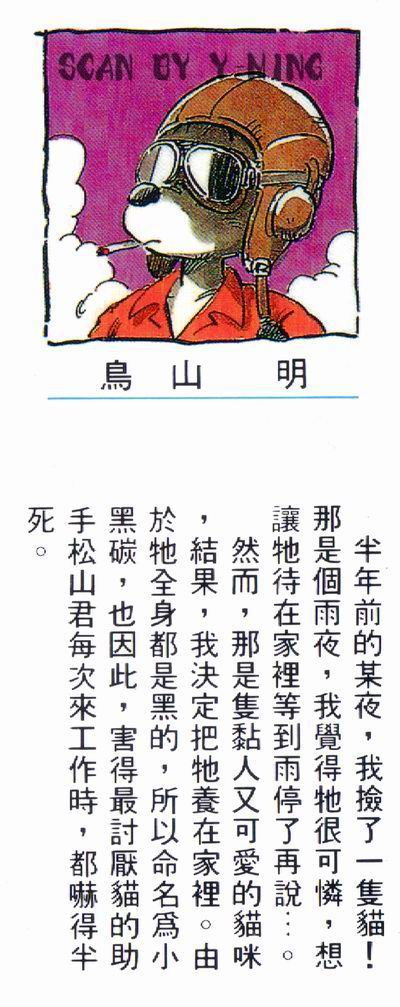 SCAN BY Y-NING
鳥山 明
半年前的某夜，我撿了一隻貓！
那是個雨夜，我覺得牠很可憐，想
讓牠待在家裡等到雨停了再說…。
然而，那是隻黏人又可愛的貓咪
，結果，我決定把牠養在家裡。由
於牠全身都是黑的，所以命名爲小
黑碳，也因此，害得最討厭貓的助
手松山君每次來工作時，都嚇得半
死。